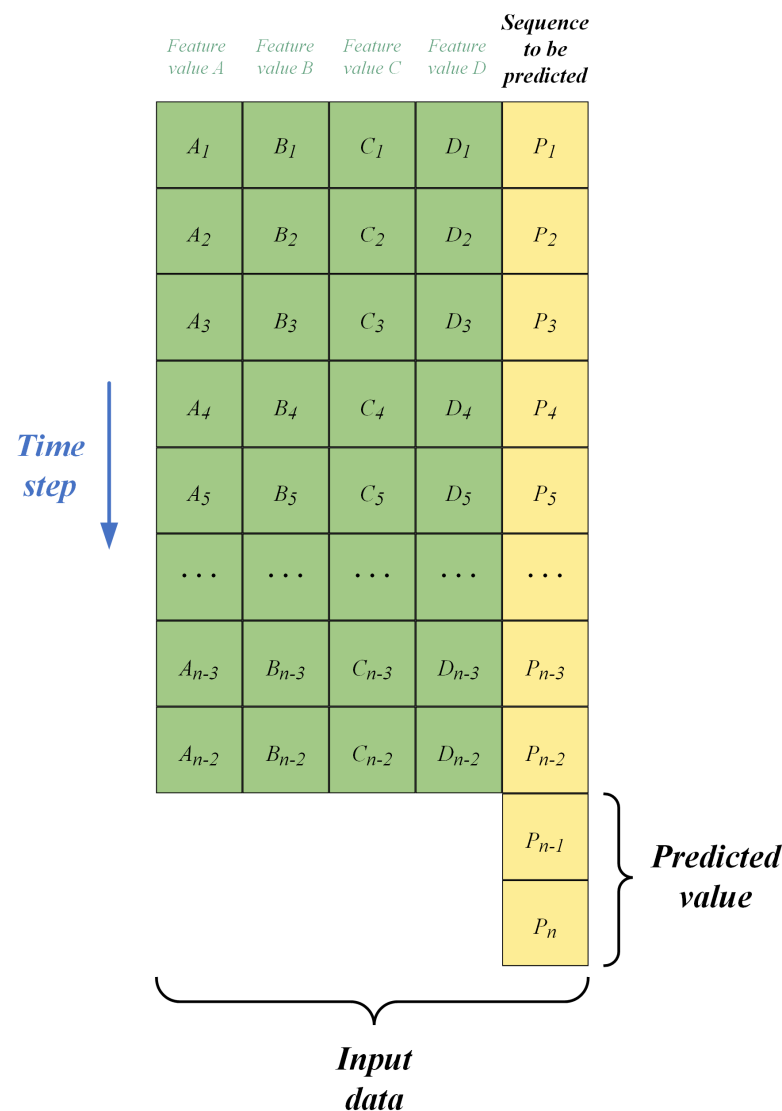 Feature value A Feature value B Feature value C Feature value D Sequence to be predicted
A1 B1 C1 D1 P1
A2 B2 C2 D2 P2
A3 B3 C3 D3 P3
A4 B4 C4 D4 P4
Time step
A5 B5 C5 D5 P5
... ... ... ... ...
An-3 Bn-3 Cn-3 Dn-3 Pn-3
An-2 Bn-2 Cn-2 Dn-2 Pn-2
Pn-1
Predicted value
Pn
Input
data